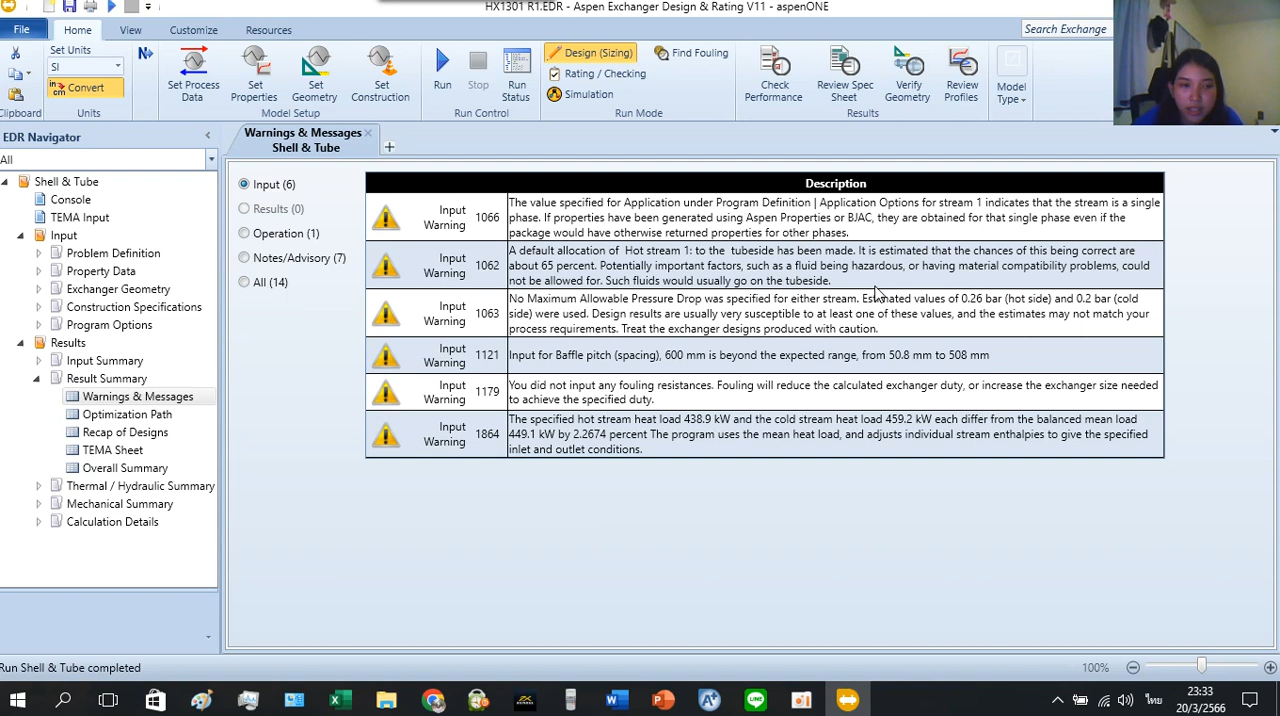 HX1301 R1.EDR - Aspen Exchanger Design & Rating V11 - aspenONE
File
Home
View
Customize
Resources
Search Exchange
Set Units
SI
Convert
Units
Clipboard
Set Process
Data
Set
Properties
Set
Geometry
Set
Construction
Model Setup
Run
Stop
Run
Status
Run Control
Design (Sizing)
Rating / Checking
Simulation
Find Fouling
Run Mode
Check
Performance
Review Spec
Sheet
Verify
Geometry
Review
Profiles
Results
Model
Type
EDR Navigator
All
Shell & Tube
Console
TEMA Input
Input
Problem Definition
Property Data
Exchanger Geometry
Construction Specifications
Program Options
Results
Input Summary
Result Summary
Warnings & Messages
Optimization Path
Recap of Designs
TEMA Sheet
Overall Summary
Thermal / Hydraulic Summary
Mechanical Summary
Calculation Details
Warnings & Messages
Shell & Tube
Input (6)
Results (0)
Operation (1)
Notes/Advisory (7)
All (14)
Description
Input
Warning
1066
The value specified for Application under Program Definition | Application Options for stream 1 indicates that the stream is a single
phase. If properties have been generated using Aspen Properties or BJAC, they are obtained for that single phase even if the
package would have otherwise returned properties for other phases.
Input
Warning
1062
A default allocation of Hot stream 1: to the tubeside has been made. It is estimated that the chances of this being correct are
about 65 percent. Potentially important factors, such as a fluid being hazardous, or having material compatibility problems, could
not be allowed for. Such fluids would usually go on the tubeside.
Input
Warning
1063
No Maximum Allowable Pressure Drop was specified for either stream. Estimated values of 0.26 bar (hot side) and 0.2 bar (cold
side) were used. Design results are usually very susceptible to at least one of these values, and the estimates may not match your
process requirements. Treat the exchanger designs produced with caution.
Input
Warning
1121
Input for Baffle pitch (spacing), 600 mm is beyond the expected range, from 50.8 mm to 508 mm
Input
Warning
1179
You did not input any fouling resistances. Fouling will reduce the calculated exchanger duty, or increase the exchanger size needed
to achieve the specified duty.
Input
Warning
1864
The specified hot stream heat load 438.9 kW and the cold stream heat load 459.2 kW each differ from the balanced mean load
449.1 kW by 2.2674 percent The program uses the mean heat load, and adjusts individual stream enthalpies to give the specified
inlet and outlet conditions.
Run Shell & Tube completed
100%
ไทย
23:33
20/3/2566